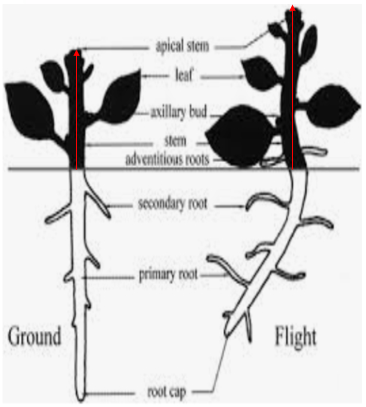 apical stem
leaf
axillary bud
stem
adventitious roots
secondary root
primary root
Ground
Flight
root cap